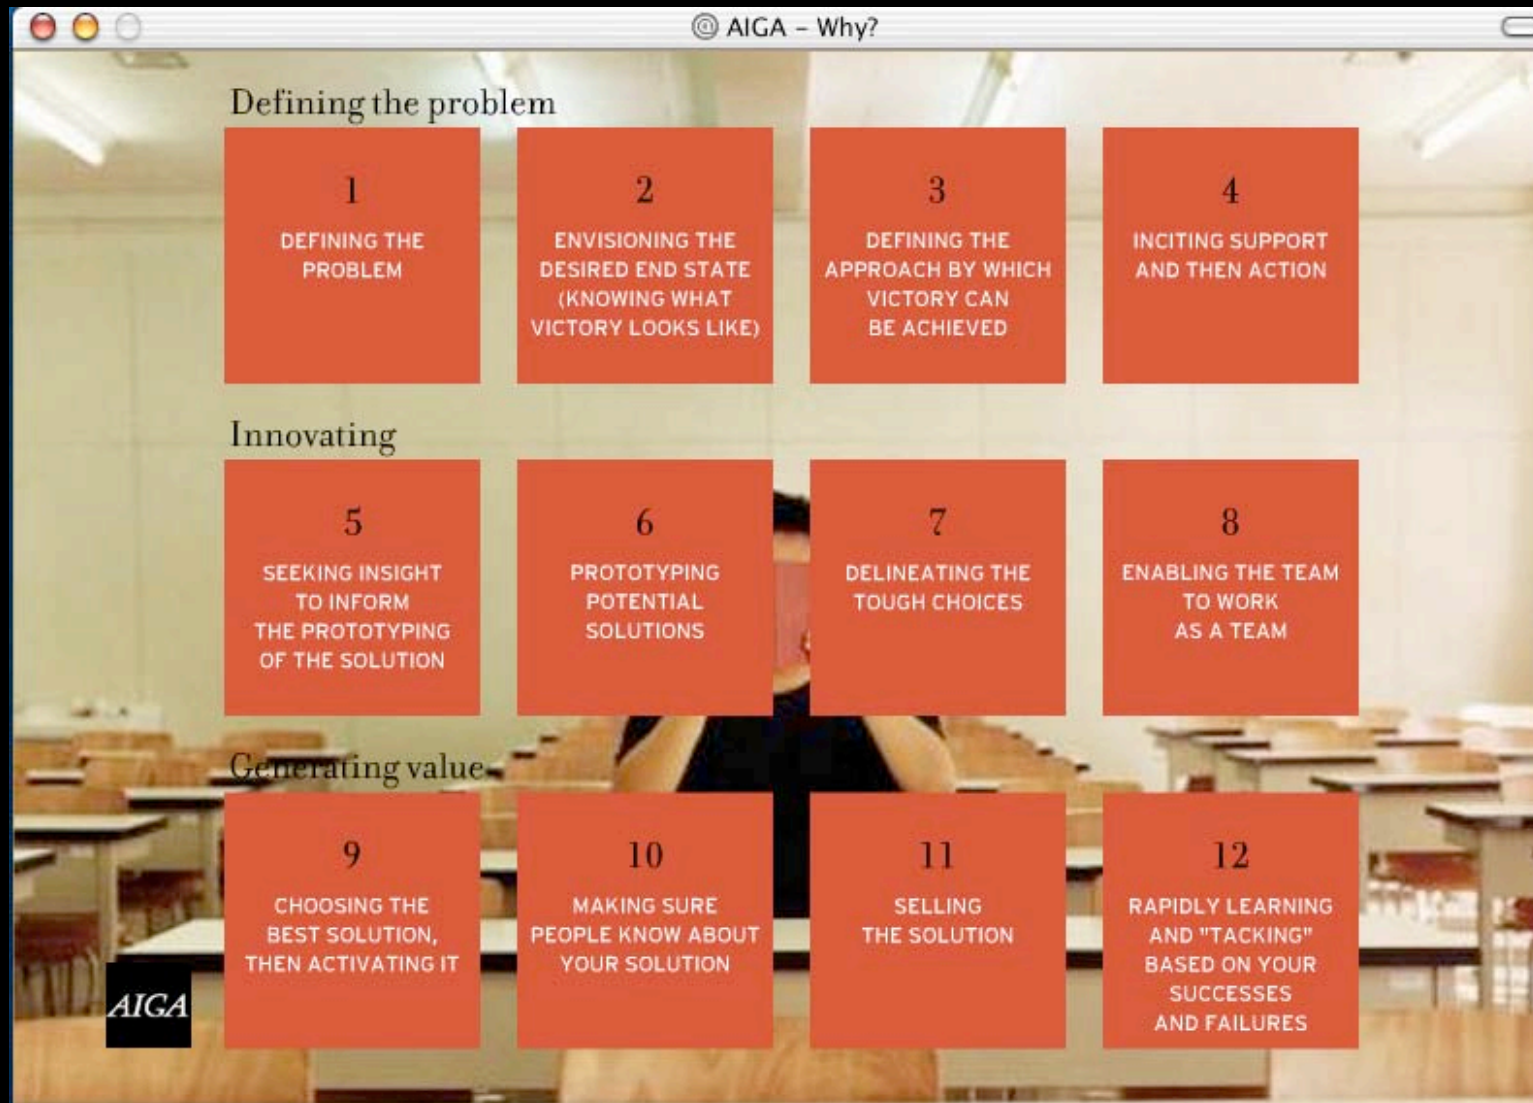 @ AIGA – Why?
Defining the problem
1
DEFINING THE
PROBLEM
2
ENVISIONING THE
DESIRED END STATE
(KNOWING WHAT
VICTORY LOOKS LIKE)
3
DEFINING THE
APPROACH BY WHICH
VICTORY CAN
BE ACHIEVED
4
INCITING SUPPORT
AND THEN ACTION
Innovating
5
SEEKING INSIGHT
TO INFORM
THE PROTOTYPING
OF THE SOLUTION
6
PROTOTYPING
POTENTIAL
SOLUTIONS
7
DELINEATING THE
TOUGH CHOICES
8
ENABLING THE TEAM
TO WORK
AS A TEAM
Generating value
9
CHOOSING THE
BEST SOLUTION,
THEN ACTIVATING IT
10
MAKING SURE
PEOPLE KNOW ABOUT
YOUR SOLUTION
11
SELLING
THE SOLUTION
12
RAPIDLY LEARNING
AND "TACKING"
BASED ON YOUR
SUCCESSES
AND FAILURES
AIGA